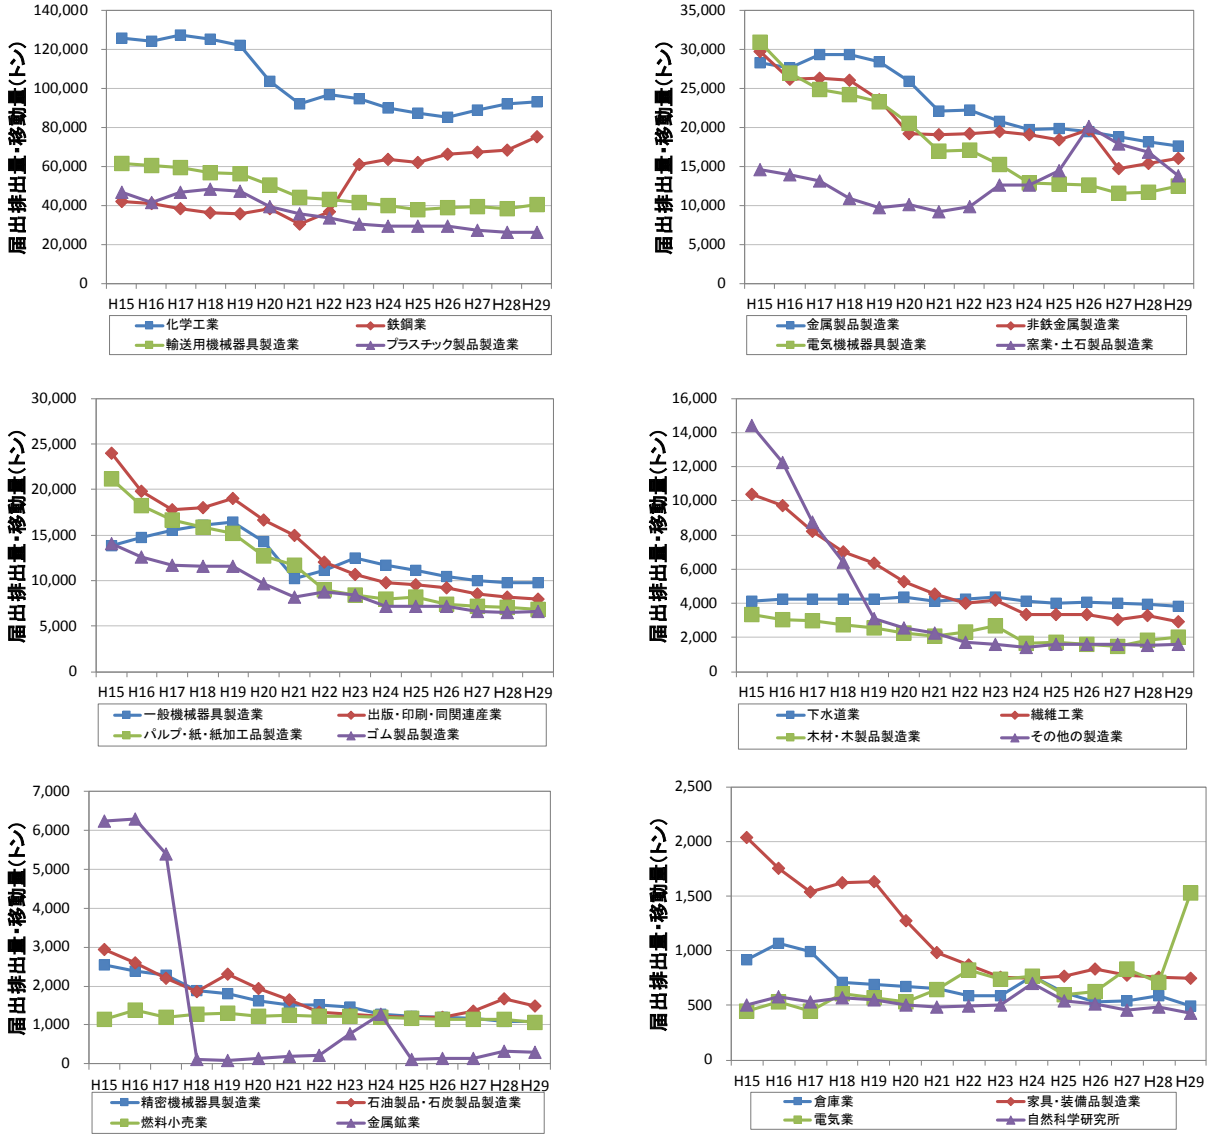 届出排出量・移動量(トン)
140,000
120,000
100,000
80,000
60,000
40,000
20,000
0
H15 H16 H17 H18 H19 H20 H21 H22 H23 H24 H25 H26 H27 H28 H29
化学工業 鉄鋼業
輸送用機械器具製造業 プラスチック製品製造業
届出排出量・移動量(トン)
35,000
30,000
25,000
20,000
15,000
10,000
5,000
0
H15 H16 H17 H18 H19 H20 H21 H22 H23 H24 H25 H26 H27 H28 H29
金属製品製造業 非鉄金属製造業
電気機械器具製造業 窯業・土石製品製造業
届出排出量・移動量(トン)
30,000
25,000
20,000
15,000
10,000
5,000
0
H15 H16 H17 H18 H19 H20 H21 H22 H23 H24 H25 H26 H27 H28 H29
一般機械器具製造業 出版・印刷・同関連産業
パルプ・紙・紙加工品製造業 ゴム製品製造業
届出排出量・移動量(トン)
16,000
14,000
12,000
10,000
8,000
6,000
4,000
2,000
0
H15 H16 H17 H18 H19 H20 H21 H22 H23 H24 H25 H26 H27 H28 H29
下水道業 繊維工業
木材・木製品製造業 その他の製造業
届出排出量・移動量(トン)
7,000
6,000
5,000
4,000
3,000
2,000
1,000
0
H15 H16 H17 H18 H19 H20 H21 H22 H23 H24 H25 H26 H27 H28 H29
精密機械器具製造業 石油製品・石炭製品製造業
燃料小売業 金属鉱業
届出排出量・移動量(トン)
2,500
2,000
1,500
1,000
500
0
H15 H16 H17 H18 H19 H20 H21 H22 H23 H24 H25 H26 H27 H28 H29
倉庫業 家具・装備品製造業
電気業 自然科学研究所